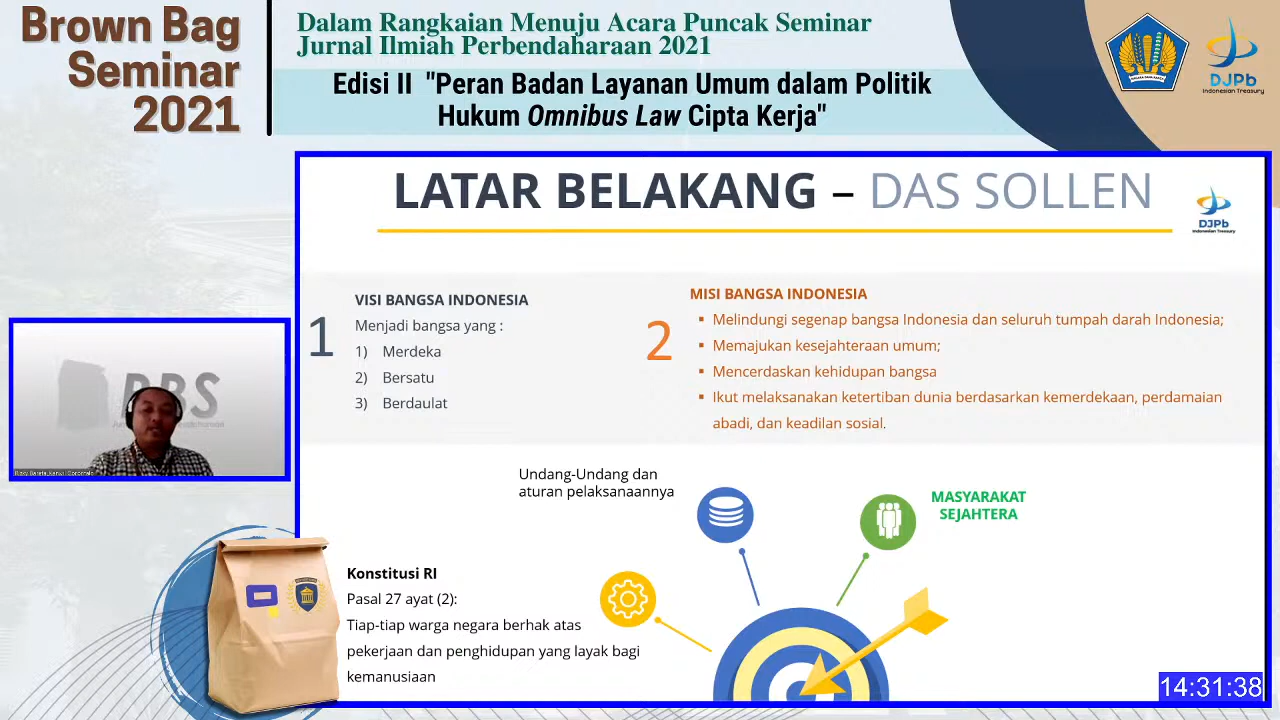 Brown Bag
Seminar
2021
Dalam Rangkaian Menuju Acara Puncak Seminar
Jurnal Ilmiah Perbendaharaan 2021
Edisi II "Peran Badan Layanan Umum dalam Politik
Hukum Omnibus Law Cipta Kerja"
DJPb
Indonesian Treasury
LATAR BELAKANG – DAS SOLLEN
DJPb
Indonesian Treasury
1
VISI BANGSA INDONESIA
Menjadi bangsa yang :
1) Merdeka
2) Bersatu
3) Berdaulat
2
MISI BANGSA INDONESIA
▪ Melindungi segenap bangsa Indonesia dan seluruh tumpah darah Indonesia;
▪ Memajukan kesejahteraan umum;
▪ Mencerdaskan kehidupan bangsa
▪ Ikut melaksanakan ketertiban dunia berdasarkan kemerdekaan, perdamaian
abadi, dan keadilan sosial.
Undang-Undang dan
aturan pelaksanaannya
MASYARAKAT
SEJAHTERA
Konstitusi RI
Pasal 27 ayat (2):
Tiap-tiap warga negara berhak atas
pekerjaan dan penghidupan yang layak bagi
kemanusiaan
14:31:38